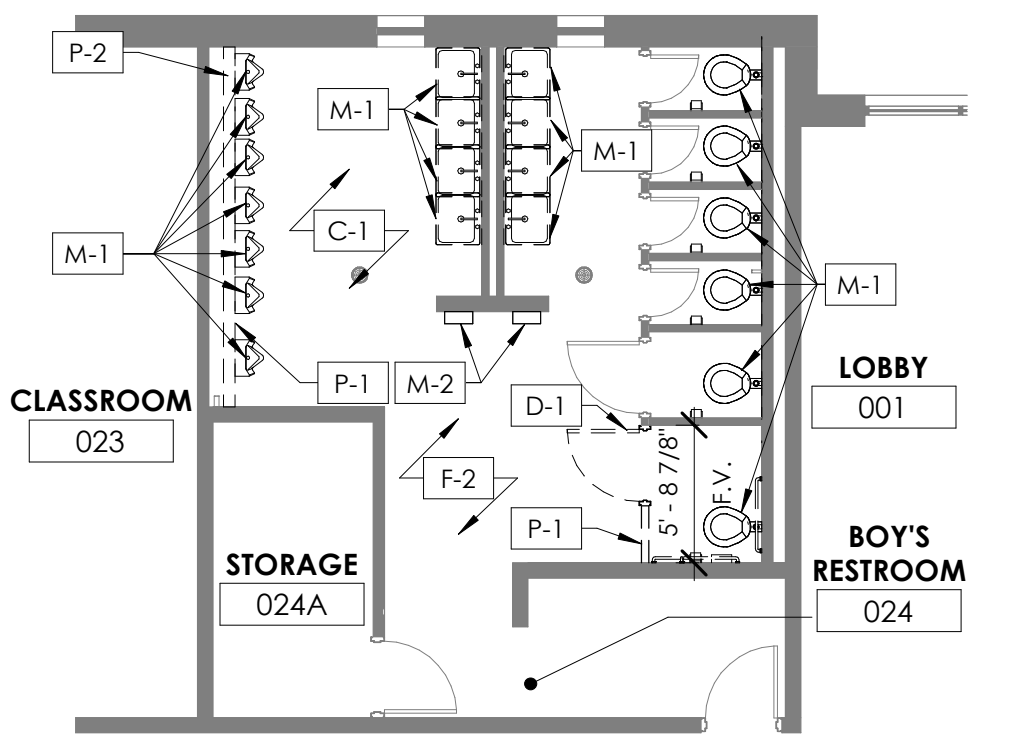 P-2
M-1
M-1
C-1
M-1
M-1
P-1
M-2
D-1
LOBBY
001
CLASSROOM
023
F-2
5' - 8 7/8"
F.V.
P-1
STORAGE
024A
BOY'S
RESTROOM
024